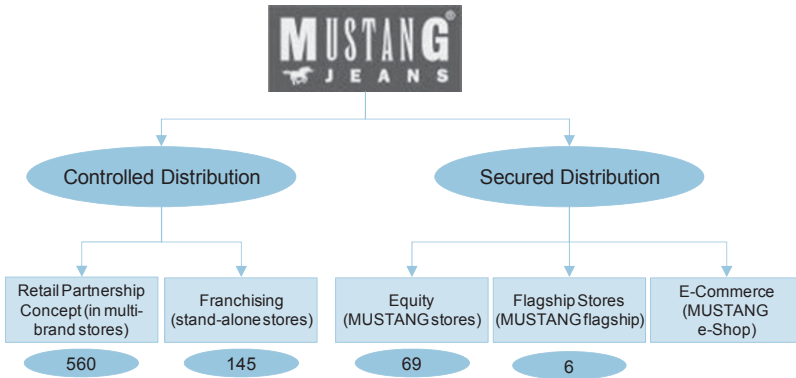 MUSTANG®
JEANS
Controlled Distribution
Secured Distribution
Retail Partnership
Concept (in multi-
brand stores)
Franchising
(stand-alone stores)
Equity
(MUSTANG stores)
Flagship Stores
(MUSTANG flagship)
E-Commerce
(MUSTANG
e-Shop)
560
145
69
6